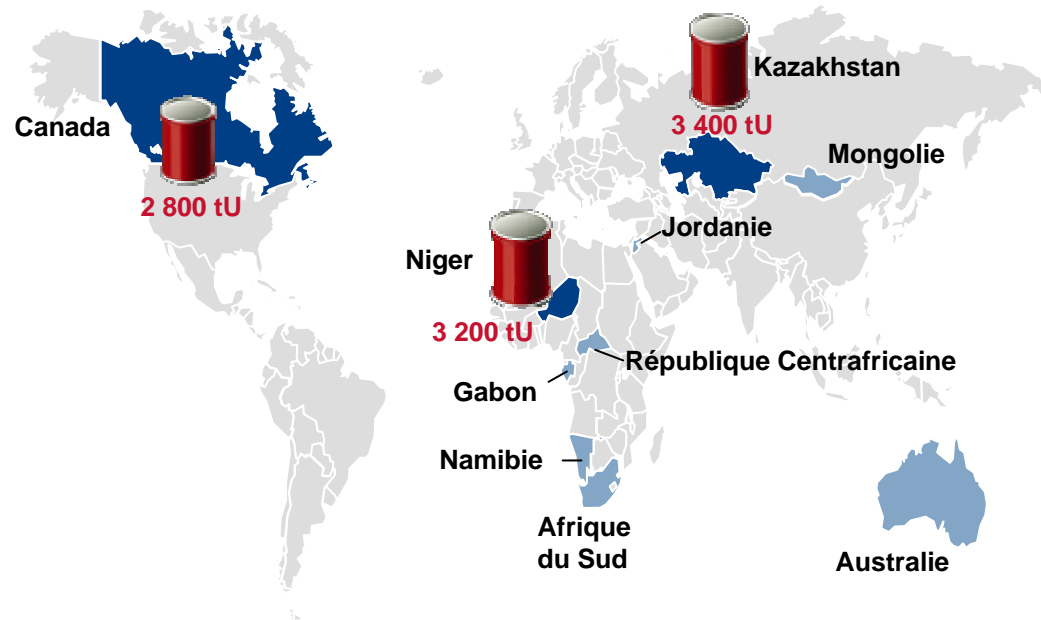 Kazakhstan
3 400 tU
Canada
2 800 tU
Mongolie
Jordanie
Niger
3 200 tU
République Centrafricaine
Gabon
Namibie
Afrique
du Sud
Australie